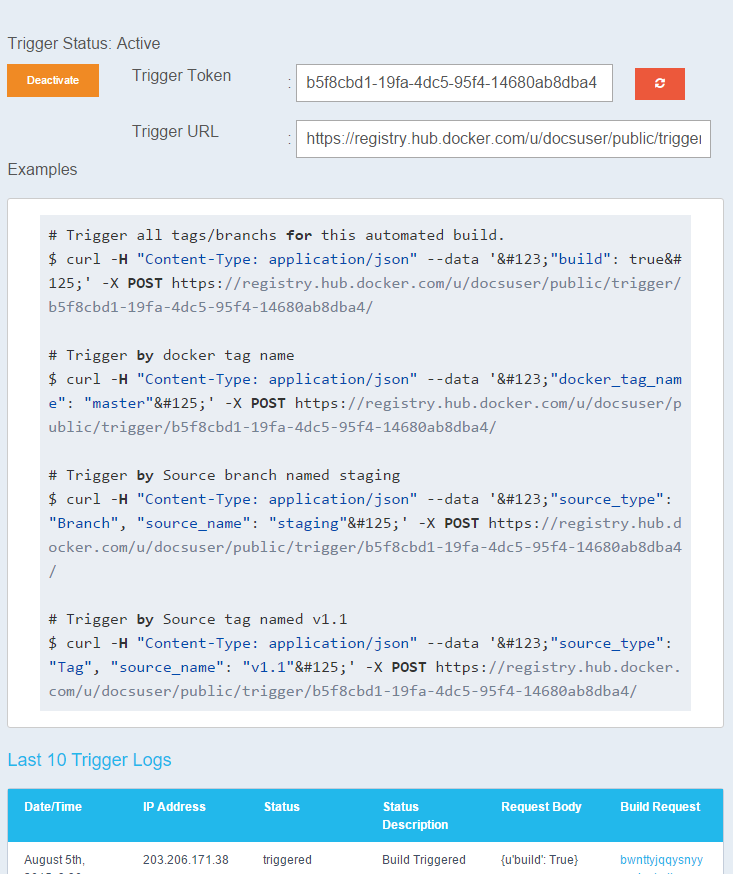 Trigger Status: Active
Deactivate
Trigger Token : b5f8cbd1-19fa-4dc5-95f4-14680ab8dba4
Trigger URL : https://registry.hub.docker.com/u/docsuser/public/trigger
Examples
# Trigger all tags/branchs for this automated build.
$ curl -H "Content-Type: application/json" --data '&#123;"build": true&#
125;' -X POST https://registry.hub.docker.com/u/docsuser/public/trigger/
b5f8cbd1-19fa-4dc5-95f4-14680ab8dba4/
# Trigger by docker tag name
$ curl -H "Content-Type: application/json" --data '&#123;"docker_tag_nam
e": "master"&#125;' -X POST https://registry.hub.docker.com/u/docsuser/p
ublic/trigger/b5f8cbd1-19fa-4dc5-95f4-14680ab8dba4/
# Trigger by Source branch named staging
$ curl -H "Content-Type: application/json" --data '&#123;"source_type":
"Branch", "source_name": "staging"&#125;' -X POST https://registry.hub.d
ocker.com/u/docsuser/public/trigger/b5f8cbd1-19fa-4dc5-95f4-14680ab8dba4
/
# Trigger by Source tag named v1.1
$ curl -H "Content-Type: application/json" --data '&#123;"source_type":
"Tag", "source_name": "v1.1"&#125;' -X POST https://registry.hub.docker.
com/u/docsuser/public/trigger/b5f8cbd1-19fa-4dc5-95f4-14680ab8dba4/
Last 10 Trigger Logs
Date/Time IP Address Status Status Request Body Build Request
Description
August 5th, 203.206.171.38 triggered Build Triggered {u'build': True} bwnttyjqqysnyy